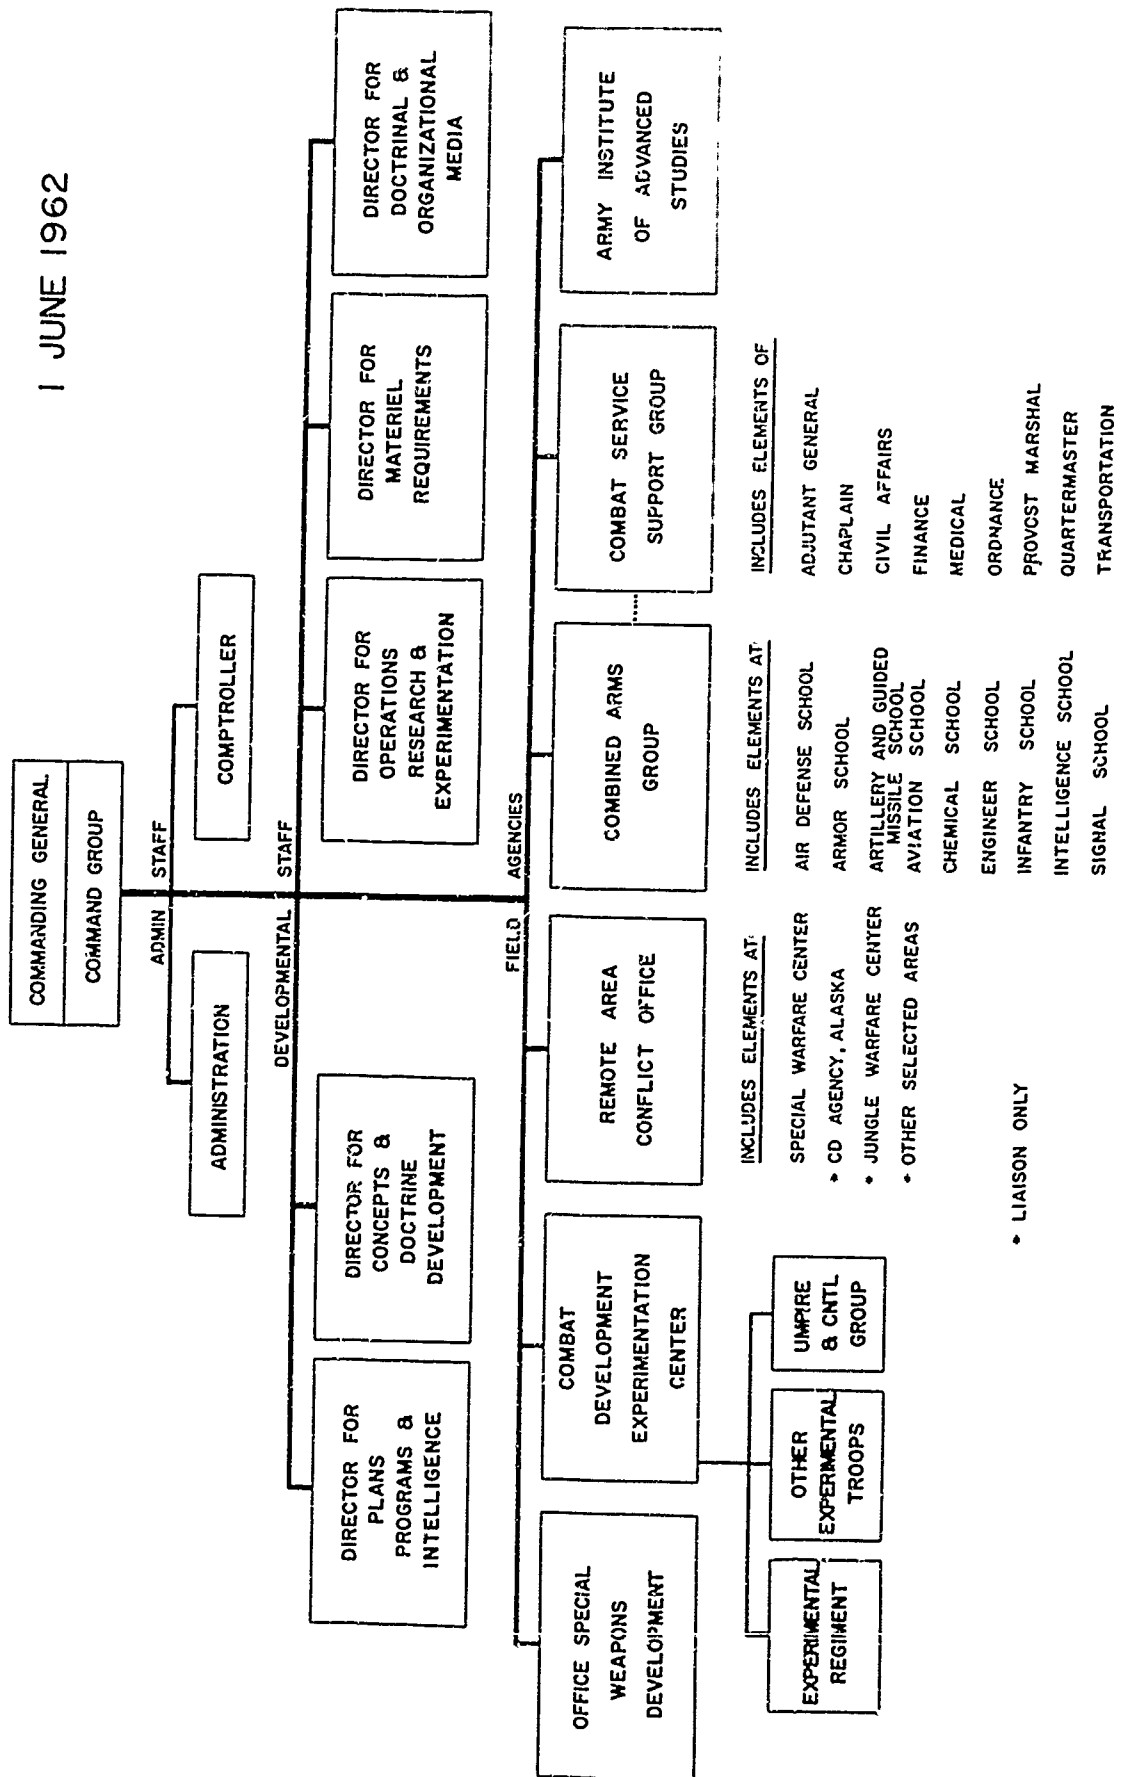 1 JUNE 1962
COMMANDING GENERAL
COMMAND GROUP
ADMIN STAFF
ADMINISTRATION
COMPTROLLER
DEVELOPMENTAL STAFF
DIRECTOR FOR
PLANS
PROGRAMS &
INTELLIGENCE
DIRECTOR FOR
CONCEPTS &
DOCTRINE
DEVELOPMENT
DIRECTOR FOR
OPERATIONS
RESEARCH &
EXPERIMENTATION
DIRECTOR FOR
MATERIEL
REQUIREMENTS
DIRECTOR FOR
DOCTRINAL &
ORGANIZATIONAL
MEDIA
FIELD AGENCIES
OFFICE SPECIAL
WEAPONS
DEVELOPMENT
COMBAT
DEVELOPMENT
EXPERIMENTATION
CENTER
REMOTE AREA
CONFLICT OFFICE
COMBINED ARMS
GROUP
COMBAT SERVICE
SUPPORT GROUP
ARMY INSTITUTE
OF ADVANCED
STUDIES
EXPERIMENTAL
REGIMENT
OTHER
EXPERIMENTAL
TROOPS
UMPIRE
& CNTL
GROUP
INCLUDES ELEMENTS AT:
SPECIAL WARFARE CENTER
* CD AGENCY, ALASKA
* JUNGLE WARFARE CENTER
* OTHER SELECTED AREAS
* LIAISON ONLY
INCLUDES ELEMENTS AT:
AIR DEFENSE SCHOOL
ARMOR SCHOOL
ARTILLERY AND GUIDED
MISSILE SCHOOL
AVIATION SCHOOL
CHEMICAL SCHOOL
ENGINEER SCHOOL
INFANTRY SCHOOL
INTELLIGENCE SCHOOL
SIGNAL SCHOOL
INCLUDES ELEMENTS OF
ADJUTANT GENERAL
CHAPLAIN
CIVIL AFFAIRS
FINANCE
MEDICAL
ORDNANCE
PROVOST MARSHAL
QUARTERMASTER
TRANSPORTATION